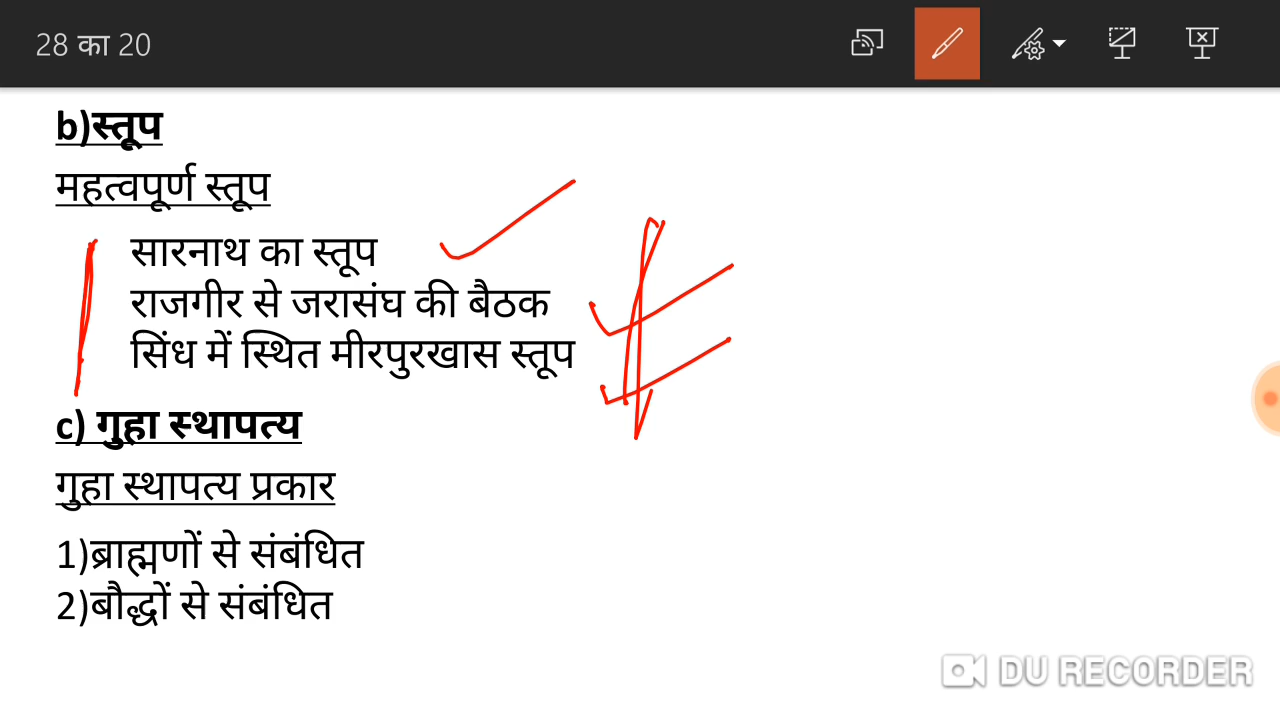 28 का 20
b)स्तूप
महत्वपूर्ण स्तूप
सारनाथ का स्तूप
राजगीर से जरासंघ की बैठक
सिंध में स्थित मीरपुरखास स्तूप
c) गुहा स्थापत्य
गुहा स्थापत्य प्रकार
1)ब्राह्मणों से संबंधित
2)बौद्धों से संबंधित
DU RECORDER